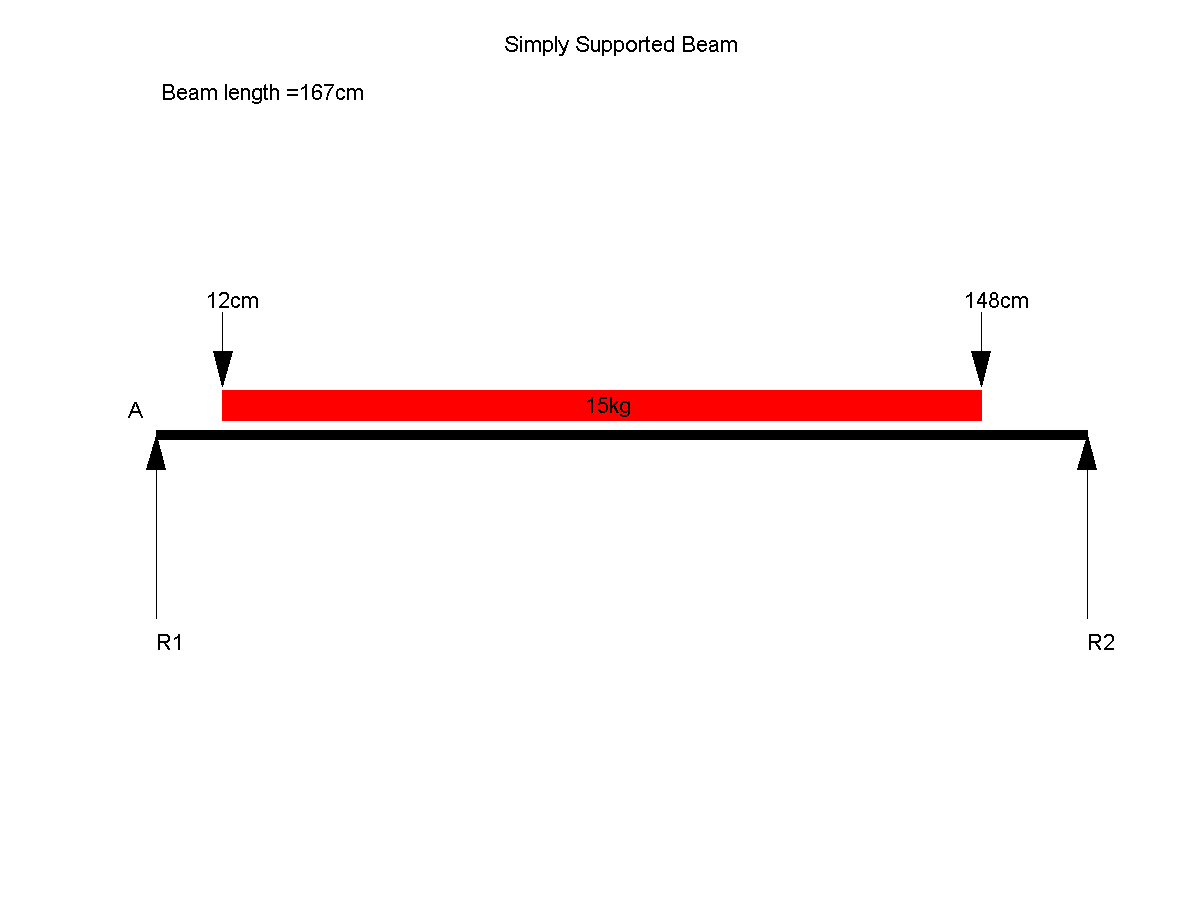 Simply Supported Beam
Beam length =167cm
12cm
148cm
15kg
A
R1
R2